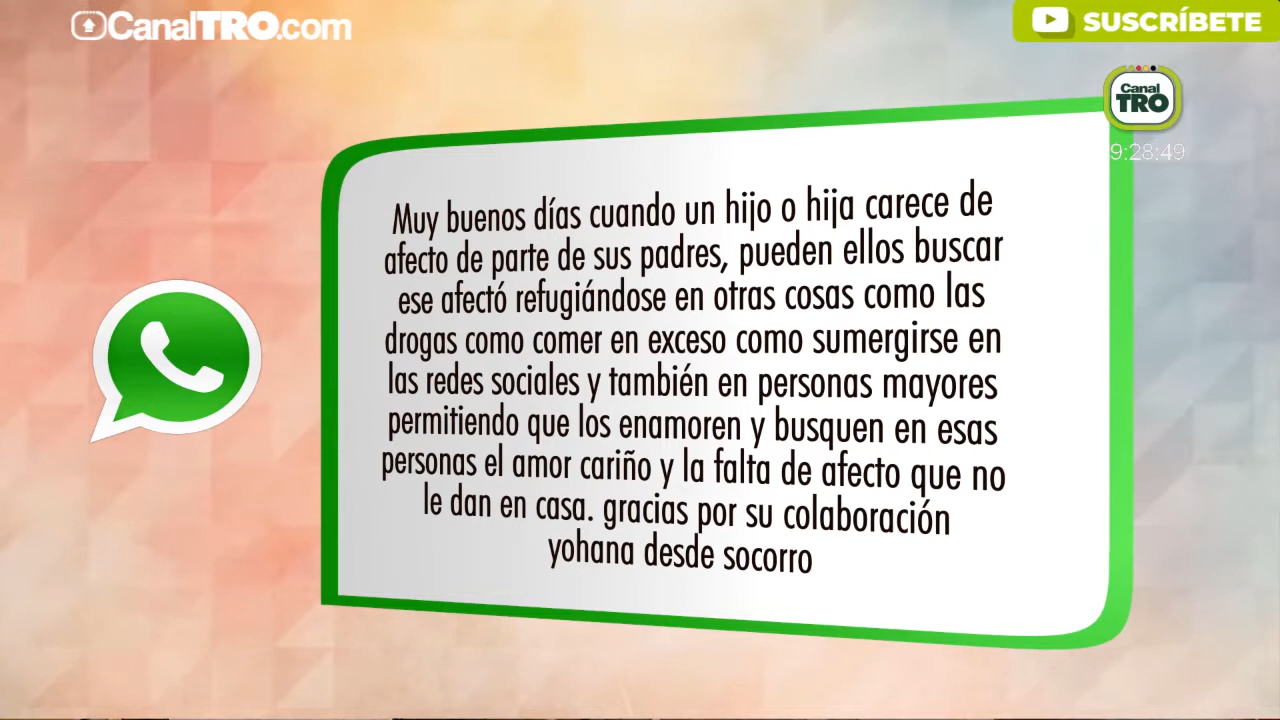 CanalTRO.com
SUSCRÍBETE
Canal
TRO
9:28:49
Muy buenos días cuando un hijo o hija carece de
afecto de parte de sus padres, pueden ellos buscar
ese afectó refugiándose en otras cosas como las
drogas como comer en exceso como sumergirse en
las redes sociales y también en personas mayores
permitiendo que los enamoren y busquen en esas
personas el amor cariño y la falta de afecto que no
le dan en casa. gracias por su colaboración
yohana desde socorro